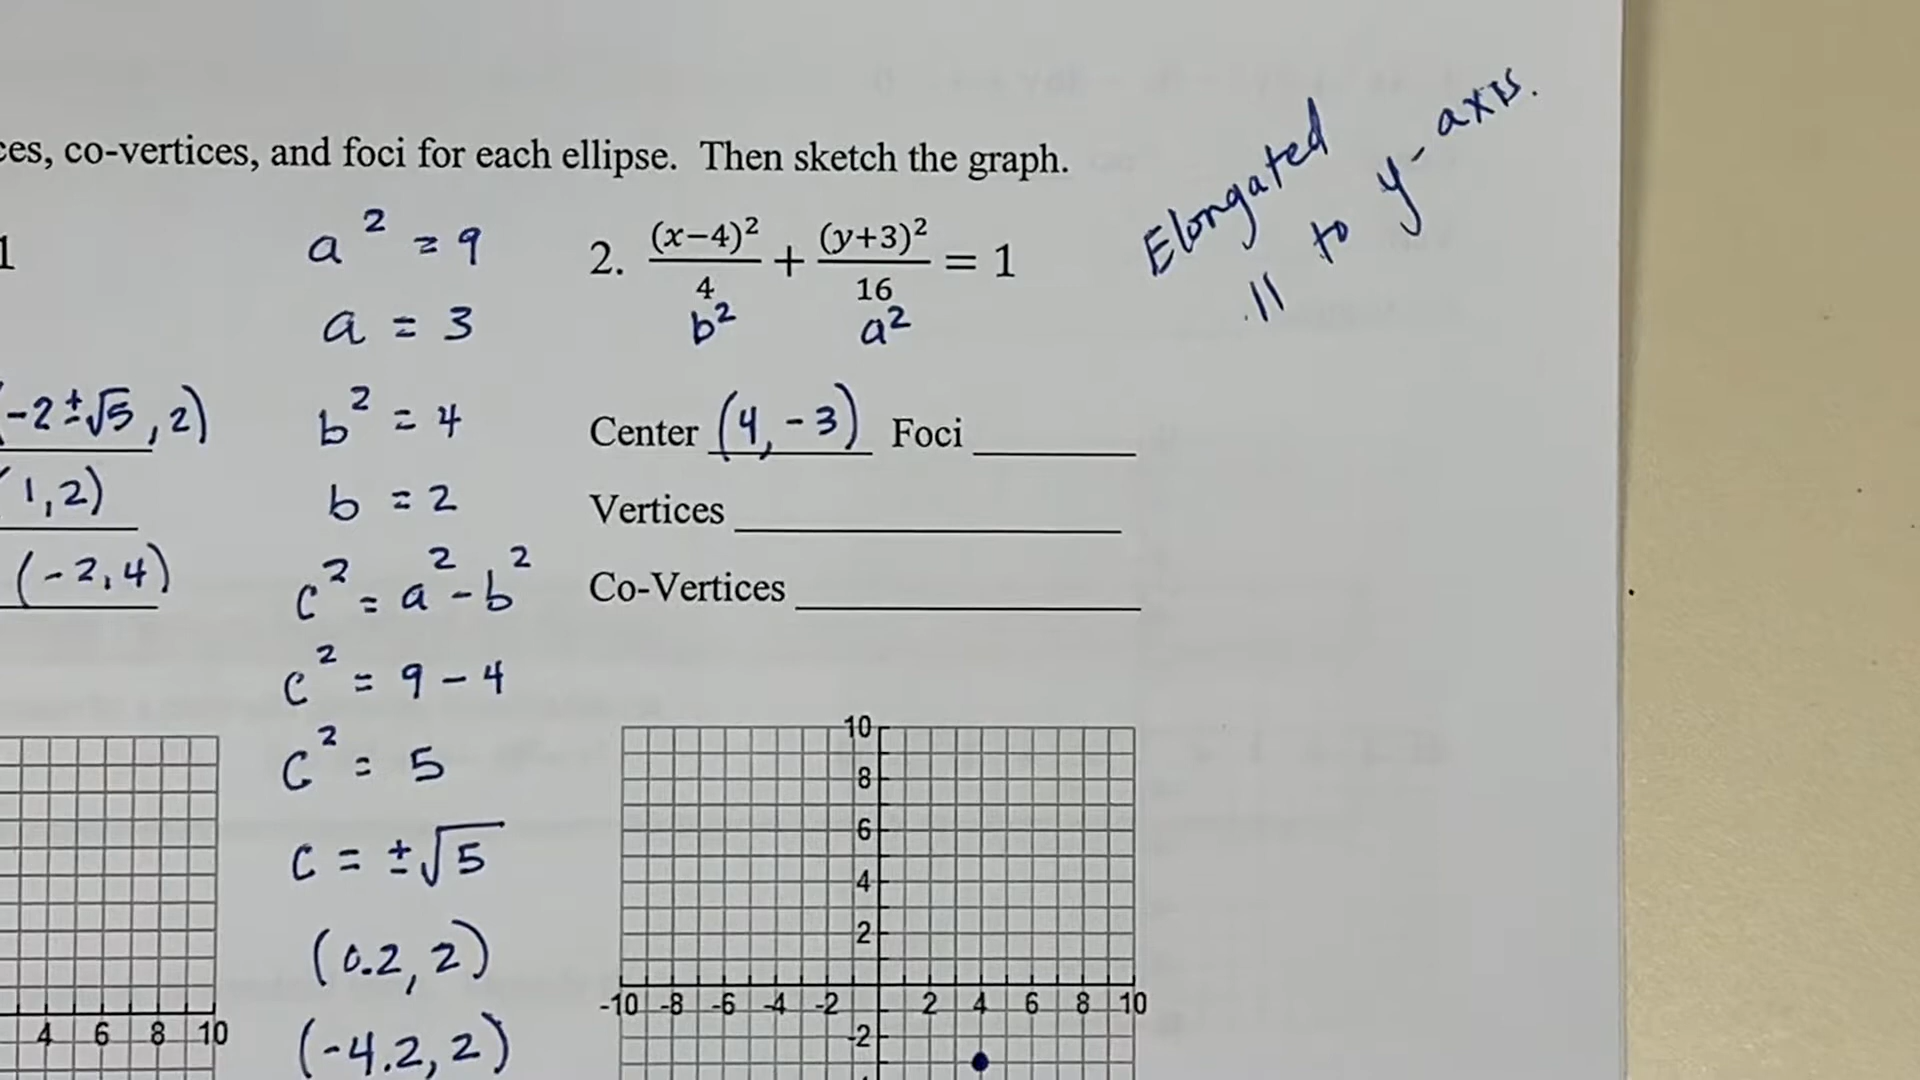 ces, co-vertices, and foci for each ellipse. Then sketch the graph.
Elongated
|| to y-axis.
1
(-2±√5, 2)
1,2)
(-2,4)
a² = 9
a = 3
b² = 4
b = 2
c² = a² - b²
c² = 9 - 4
c² = 5
c = ±√5
(0.2, 2)
(-4.2, 2)
4 6 8 10
2. (x−4)²/4 + (y+3)²/16 = 1
b² a²
Center (4, -3) Foci
Vertices
Co-Vertices
10
8
6
4
2
-10 -8 -6 -4 -2 2 4 6 8 10
-2